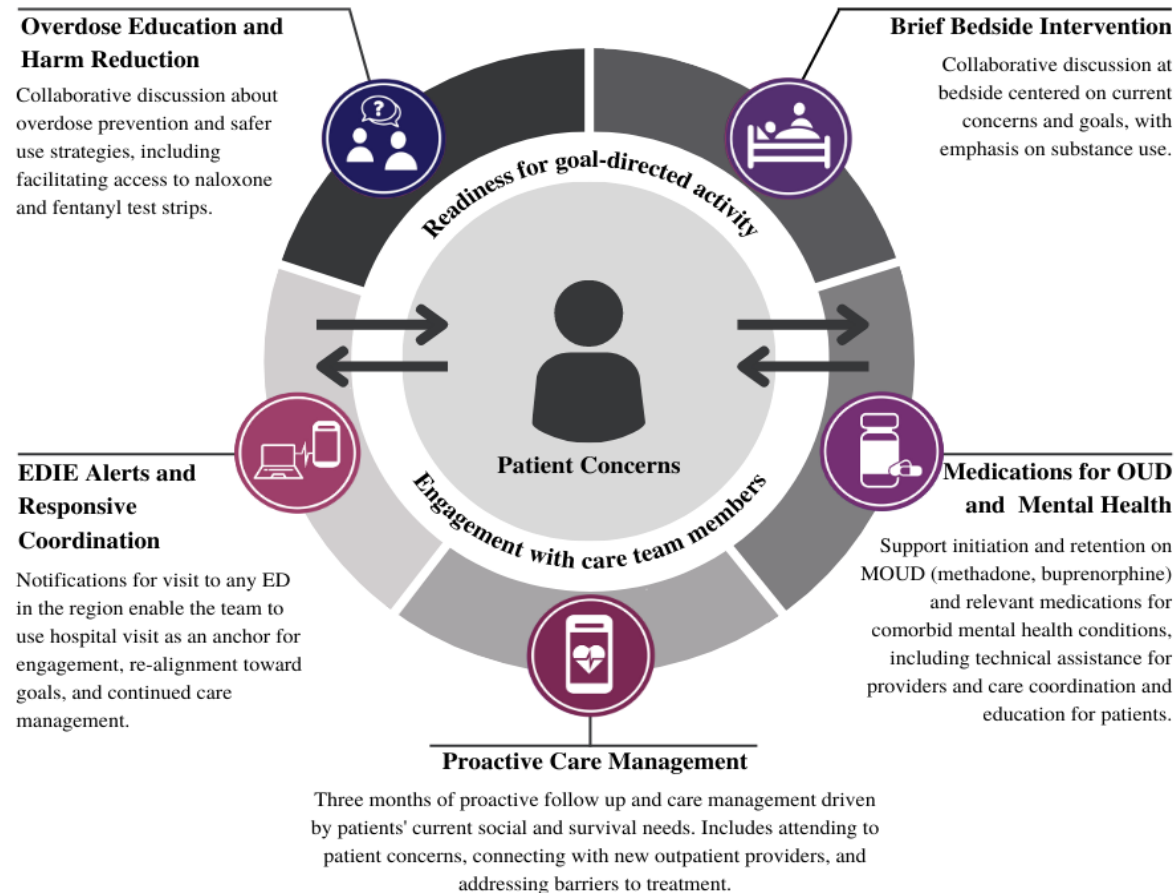 Overdose Education and
Harm Reduction
Collaborative discussion about
overdose prevention and safer
use strategies, including
facilitating access to naloxone
and fentanyl test strips.
Brief Bedside Intervention
Collaborative discussion at
bedside centered on current
concerns and goals, with
emphasis on substance use.
?
Readiness for goal-directed activity
Patient Concerns
Engagement with care team members
EDIE Alerts and
Responsive
Coordination
Notifications for visit to any ED
in the region enable the team to
use hospital visit as an anchor for
engagement, re-alignment toward
goals, and continued care
management.
Medications for OUD
and Mental Health
Support initiation and retention on
MOUD (methadone, buprenorphine)
and relevant medications for
comorbid mental health conditions,
including technical assistance for
providers and care coordination and
education for patients.
Proactive Care Management
Three months of proactive follow up and care management driven
by patients' current social and survival needs. Includes attending to
patient concerns, connecting with new outpatient providers, and
addressing barriers to treatment.